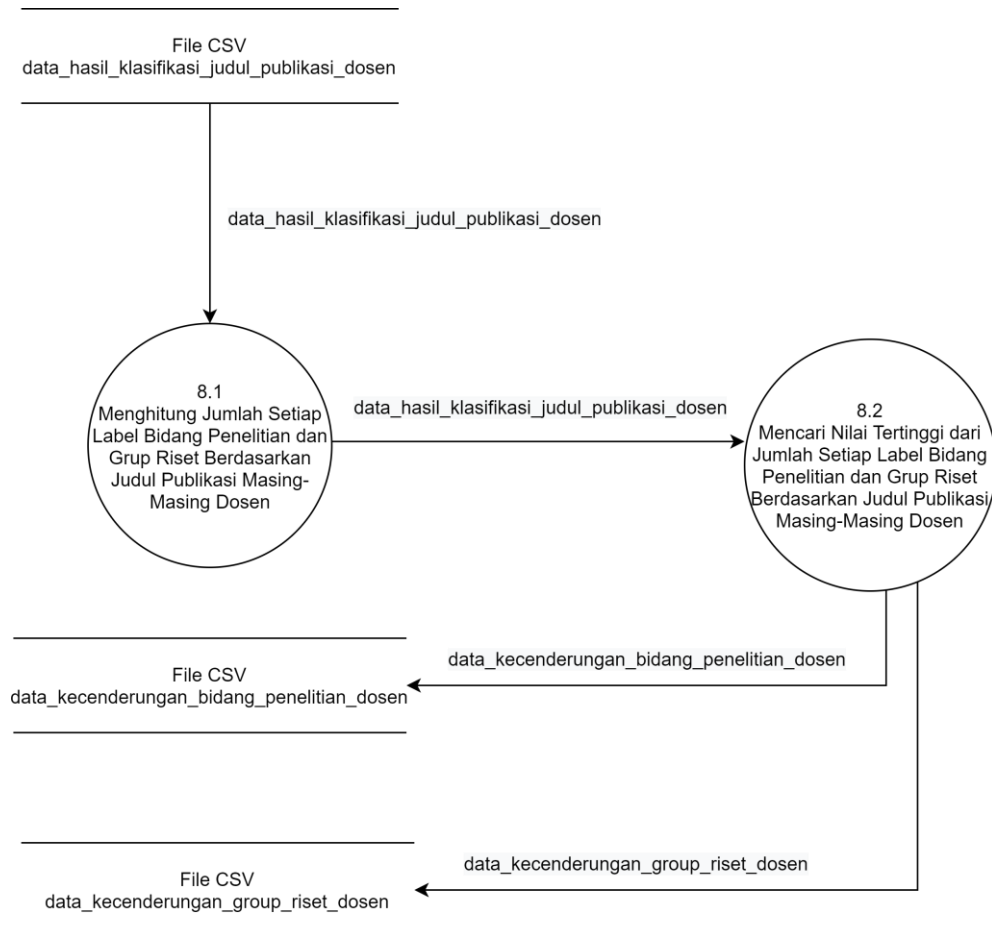 File CSV
data_hasil_klasifikasi_judul_publikasi_dosen
data_hasil_klasifikasi_judul_publikasi_dosen
8.1
Menghitung Jumlah Setiap
Label Bidang Penelitian dan
Grup Riset Berdasarkan
Judul Publikasi Masing-
Masing Dosen
data_hasil_klasifikasi_judul_publikasi_dosen
8.2
Mencari Nilai Tertinggi dari
Jumlah Setiap Label Bidang
Penelitian dan Grup Riset
Berdasarkan Judul Publikasi
Masing-Masing Dosen
data_kecenderungan_bidang_penelitian_dosen
File CSV
data_kecenderungan_bidang_penelitian_dosen
data_kecenderungan_group_riset_dosen
File CSV
data_kecenderungan_group_riset_dosen